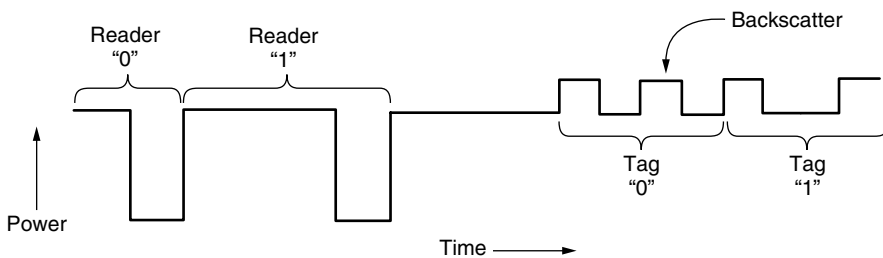 Backscatter
Reader
“0”
Reader
“1”
Tag
“0”
Tag
“1”
Power
Time